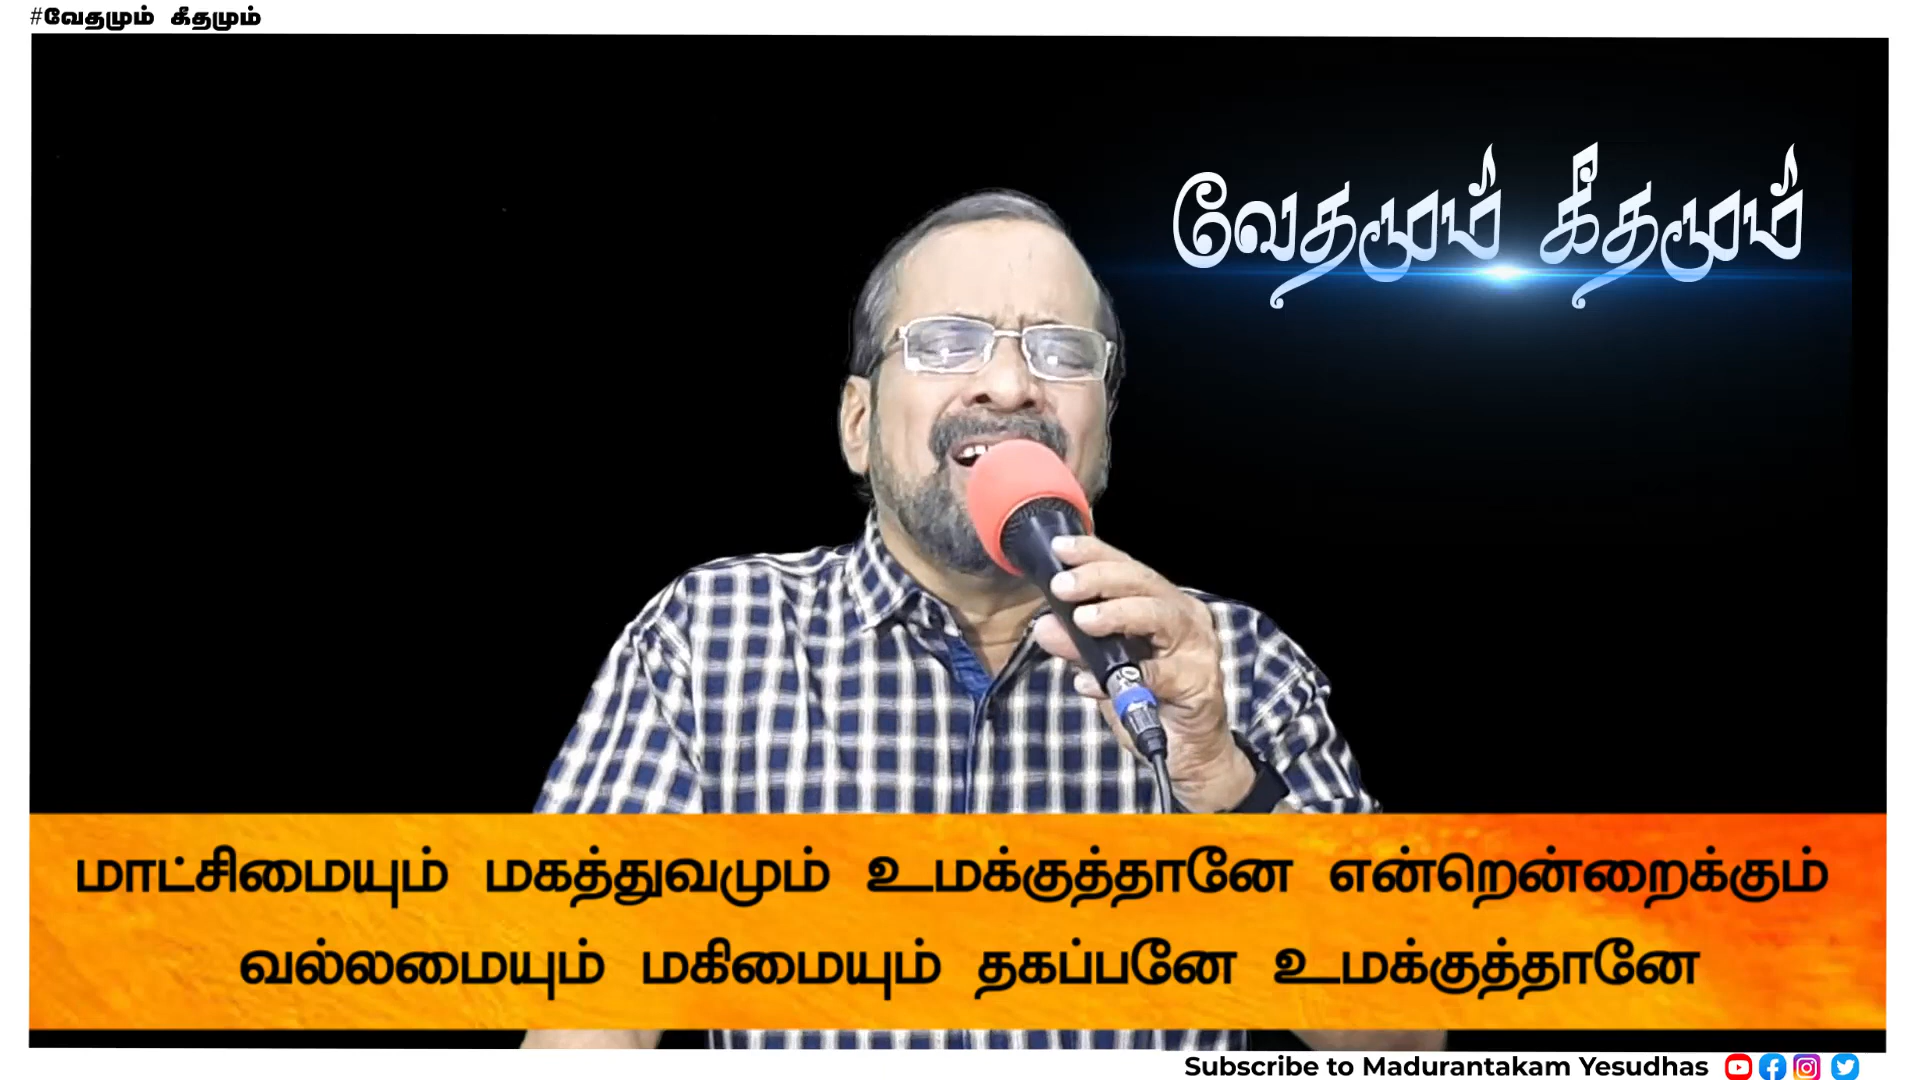 #வேதமும் கீதமும்
வேதமும் கீதமும்
மாட்சிமையும் மகத்துவமும் உமக்குத்தானே என்றென்றைக்கும்
வல்லமையும் மகிமையும் தகப்பனே உமக்குத்தானே
Subscribe to Madurantakam Yesudhas